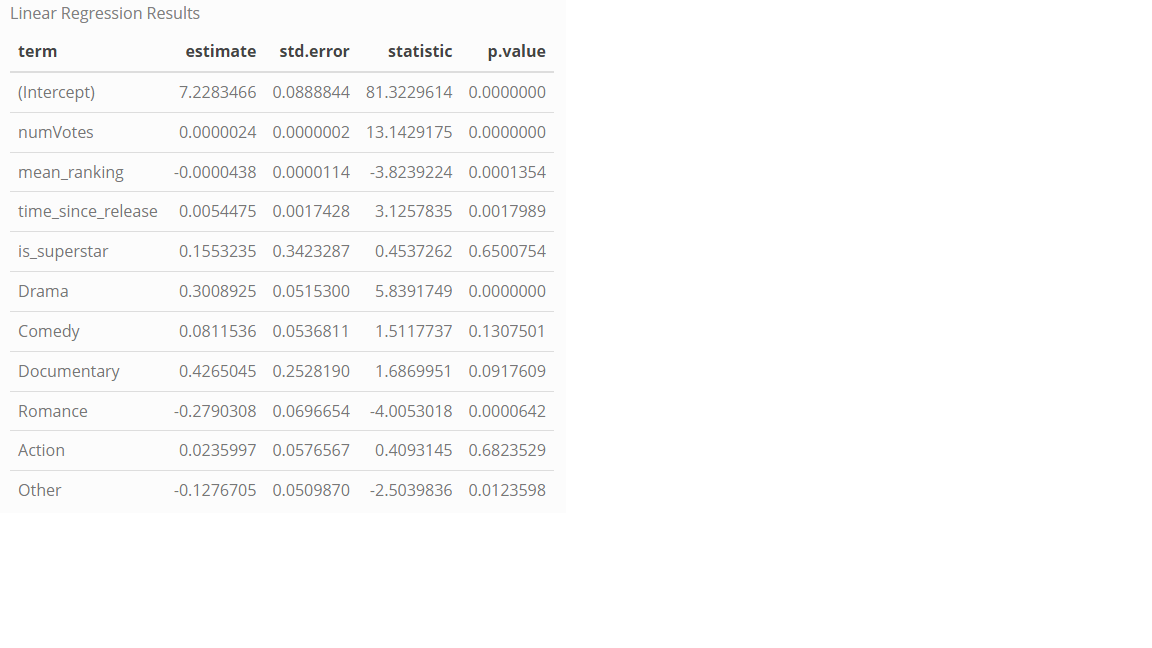 Linear Regression Results
term estimate std.error statistic p.value
(Intercept) 7.2283466 0.0888844 81.3229614 0.0000000
numVotes 0.0000024 0.0000002 13.1429175 0.0000000
mean_ranking -0.0000438 0.0000114 -3.8239224 0.0001354
time_since_release 0.0054475 0.0017428 3.1257835 0.0017989
is_superstar 0.1553235 0.3423287 0.4537262 0.6500754
Drama 0.3008925 0.0515300 5.8391749 0.0000000
Comedy 0.0811536 0.0536811 1.5117737 0.1307501
Documentary 0.4265045 0.2528190 1.6869951 0.0917609
Romance -0.2790308 0.0696654 -4.0053018 0.0000642
Action 0.0235997 0.0576567 0.4093145 0.6823529
Other -0.1276705 0.0509870 -2.5039836 0.0123598